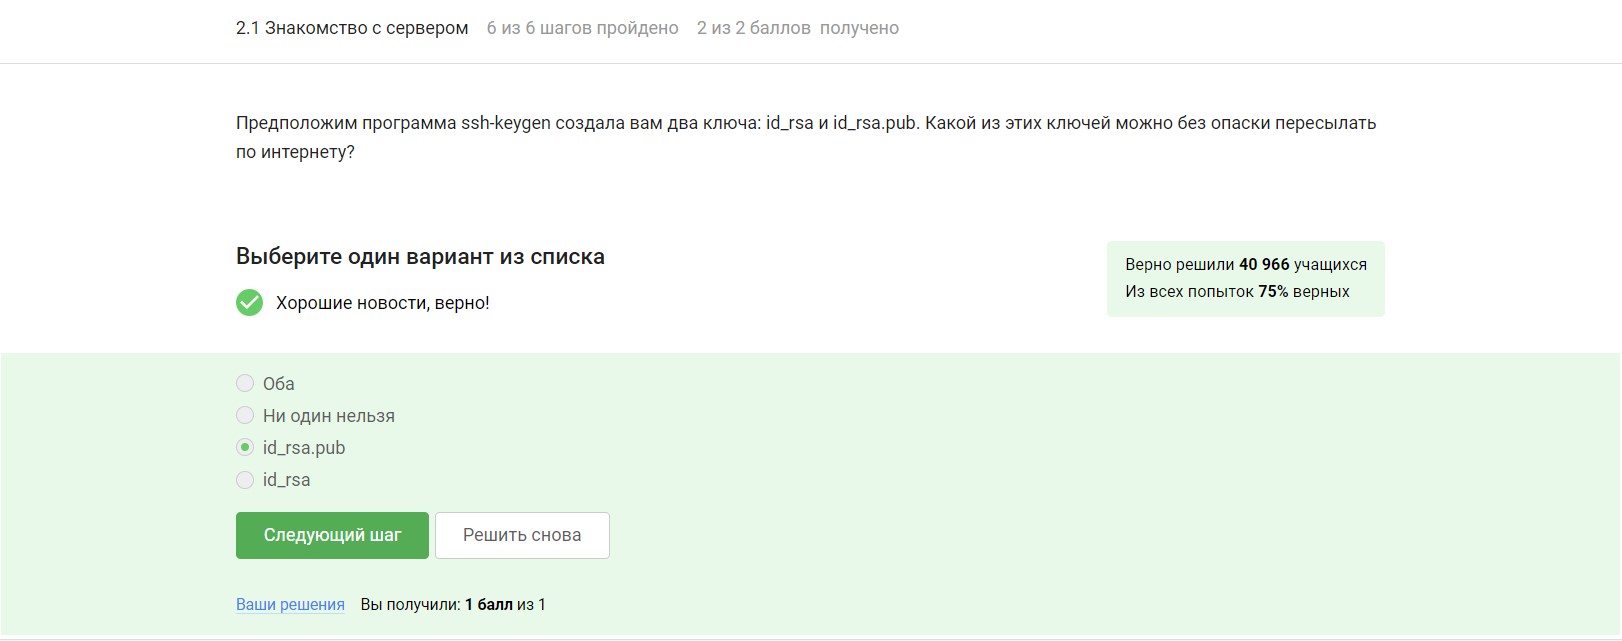 2.1 Знакомство с сервером 6 из 6 шагов пройдено 2 из 2 баллов получено
Предположим программа ssh-keygen создала вам два ключа: id_rsa и id_rsa.pub. Какой из этих ключей можно без опаски пересылать
по интернету?
Выберите один вариант из списка
Хорошие новости, верно!
Верно решили 40 966 учащихся
Из всех попыток 75% верных
Оба
Ни один нельзя
id_rsa.pub
id_rsa
Следующий шаг Решить снова
Ваши решения Вы получили: 1 балл из 1